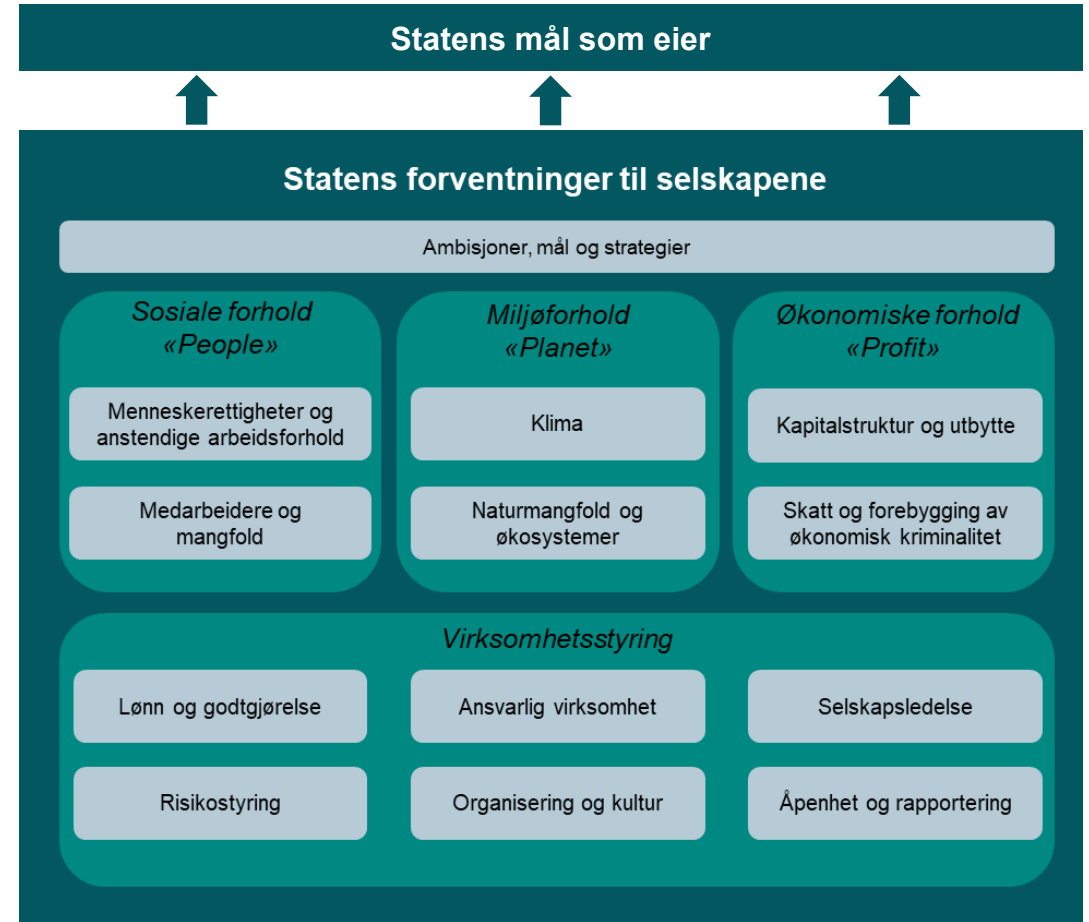 Statens mål som eier
Statens forventninger til selskapene
Ambisjoner, mål og strategier
Sosiale forhold
«People»
Menneskerettigheter og
anstendige arbeidsforhold
Medarbeidere og
mangfold
Miljøforhold
«Planet»
Klima
Naturmangfold og
økosystemer
Økonomiske forhold
«Profit»
Kapitalstruktur og utbytte
Skatt og forebygging av
økonomisk kriminalitet
Virksomhetsstyring
Lønn og godtgjørelse
Ansvarlig virksomhet
Selskapsledelse
Risikostyring
Organisering og kultur
Åpenhet og rapportering